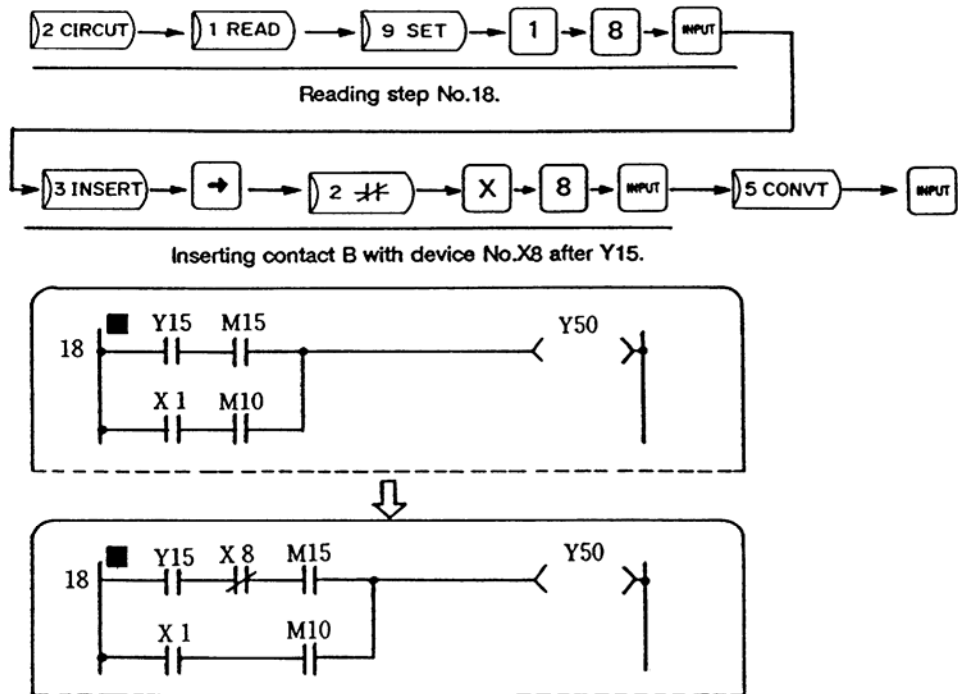 2 CIRCUT 1 READ 9 SET 1 8 INPUT
Reading step No.18.
3 INSERT 2 X 8 INPUT 5 CONVT INPUT
Inserting contact B with device No.X8 after Y15.
Y15 M15 Y50
18
X 1 M10
Y15 X 8 M15 Y50
18
X 1 M10